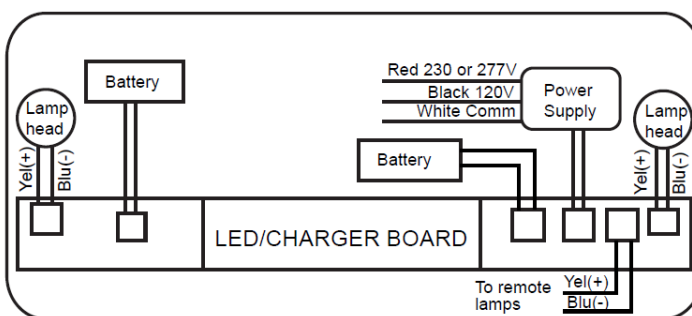 Lamp
head
Yel(+)
Blu(-)
Battery
Red 230 or 277V
Black 120V
White Comm
Power
Supply
Battery
Lamp
head
Yel(+)
Blu(-)
LED/CHARGER BOARD
To remote
lamps
Yel(+)
Blu(-)